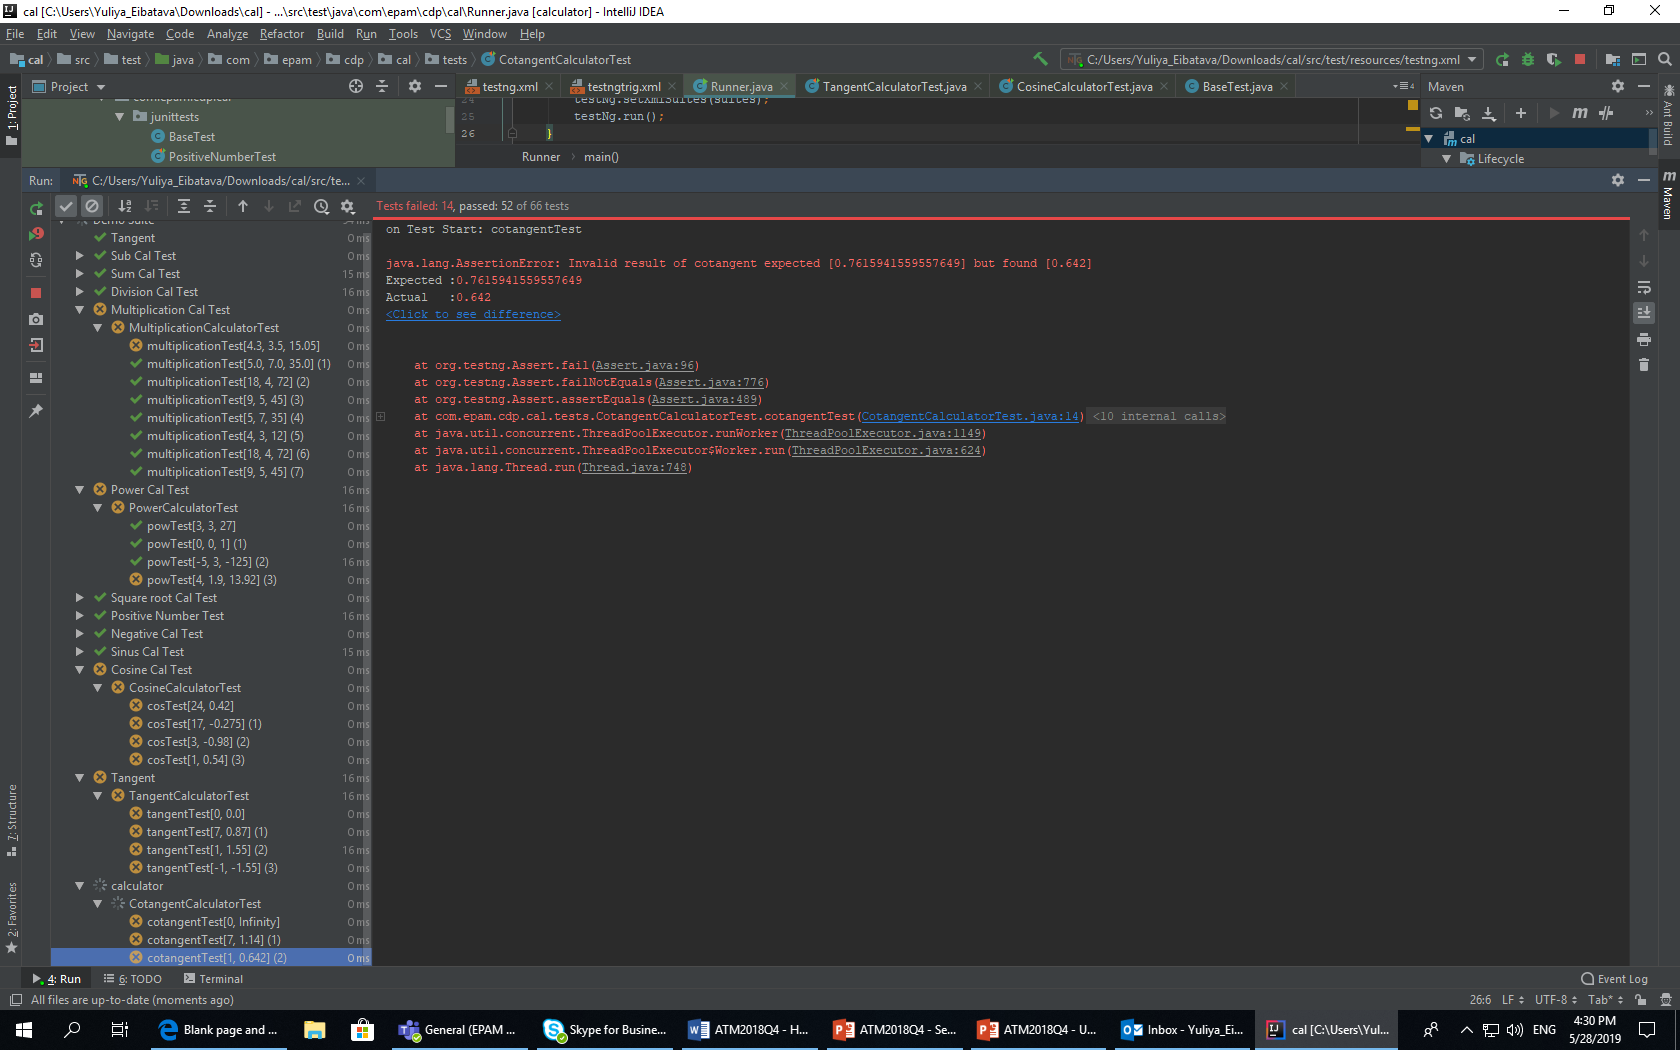 cal [C:\Users\Yuliya_Eibatava\Downloads\cal] - ...\src\test\java\com\epam\cdp\cal\Runner.java [calculator] - IntelliJ IDEA
File Edit View Navigate Code Analyze Refactor Build Run Tools VCS Window Help
cal src test java com epam cdp cal tests CotangentCalculatorTest C:/Users/Yuliya_Eibatava/Downloads/cal/src/test/resources/testng.xml
1: Project
Project
testng.xml testngtrig.xml Runner.java TangentCalculatorTest.java CosineCalculatorTest.java BaseTest.java
Maven
Ant Build
junittests
BaseTest
PositiveNumberTest
24 testNg.setXmlSuites(suites);
25 testNg.run();
26 }
Runner main()
cal
Lifecycle
Maven
Run: C:/Users/Yuliya_Eibatava/Downloads/cal/src/te...
Tests failed: 14, passed: 52 of 66 tests
Demo Suite
Tangent 0 ms
Sub Cal Test 0 ms
Sum Cal Test 15 ms
Division Cal Test 16 ms
Multiplication Cal Test 0 ms
MultiplicationCalculatorTest 0 ms
multiplicationTest[4.3, 3.5, 15.05] 0 ms
multiplicationTest[5.0, 7.0, 35.0] (1) 0 ms
multiplicationTest[18, 4, 72] (2) 0 ms
multiplicationTest[9, 5, 45] (3) 0 ms
multiplicationTest[5, 7, 35] (4) 0 ms
multiplicationTest[4, 3, 12] (5) 0 ms
multiplicationTest[18, 4, 72] (6) 0 ms
multiplicationTest[9, 5, 45] (7) 0 ms
Power Cal Test 16 ms
PowerCalculatorTest 16 ms
powTest[3, 3, 27] 0 ms
powTest[0, 0, 1] (1) 0 ms
powTest[-5, 3, -125] (2) 16 ms
powTest[4, 1.9, 13.92] (3) 0 ms
Square root Cal Test 0 ms
Positive Number Test 16 ms
Negative Cal Test 0 ms
Sinus Cal Test 15 ms
Cosine Cal Test 0 ms
CosineCalculatorTest 0 ms
cosTest[24, 0.42] 0 ms
cosTest[17, -0.275] (1) 0 ms
cosTest[3, -0.98] (2) 0 ms
cosTest[1, 0.54] (3) 0 ms
Tangent 16 ms
TangentCalculatorTest 16 ms
tangentTest[0, 0.0] 0 ms
tangentTest[7, 0.87] (1) 0 ms
tangentTest[1, 1.55] (2) 16 ms
tangentTest[-1, -1.55] (3) 0 ms
calculator 0 ms
CotangentCalculatorTest 0 ms
cotangentTest[0, Infinity] 0 ms
cotangentTest[7, 1.14] (1) 0 ms
cotangentTest[1, 0.642] (2) 0 ms
on Test Start: cotangentTest
java.lang.AssertionError: Invalid result of cotangent expected [0.7615941559557649] but found [0.642]
Expected :0.7615941559557649
Actual   :0.642
<Click to see difference>
at org.testng.Assert.fail(Assert.java:96)
at org.testng.Assert.failNotEquals(Assert.java:776)
at org.testng.Assert.assertEquals(Assert.java:489)
at com.epam.cdp.cal.tests.CotangentCalculatorTest.cotangentTest(CotangentCalculatorTest.java:14) <10 internal calls>
at java.util.concurrent.ThreadPoolExecutor.runWorker(ThreadPoolExecutor.java:1149)
at java.util.concurrent.ThreadPoolExecutor$Worker.run(ThreadPoolExecutor.java:624)
at java.lang.Thread.run(Thread.java:748)
7: Structure
2: Favorites
4: Run 6: TODO Terminal Event Log
All files are up-to-date (moments ago) 26:6 LF UTF-8 Tab*
Blank page and ... General (EPAM ... Skype for Busine... ATM2018Q4 - H... ATM2018Q4 - Se... ATM2018Q4 - U... Inbox - Yuliya_Ei... cal [C:\Users\Yul... ENG 4:30 PM
5/28/2019